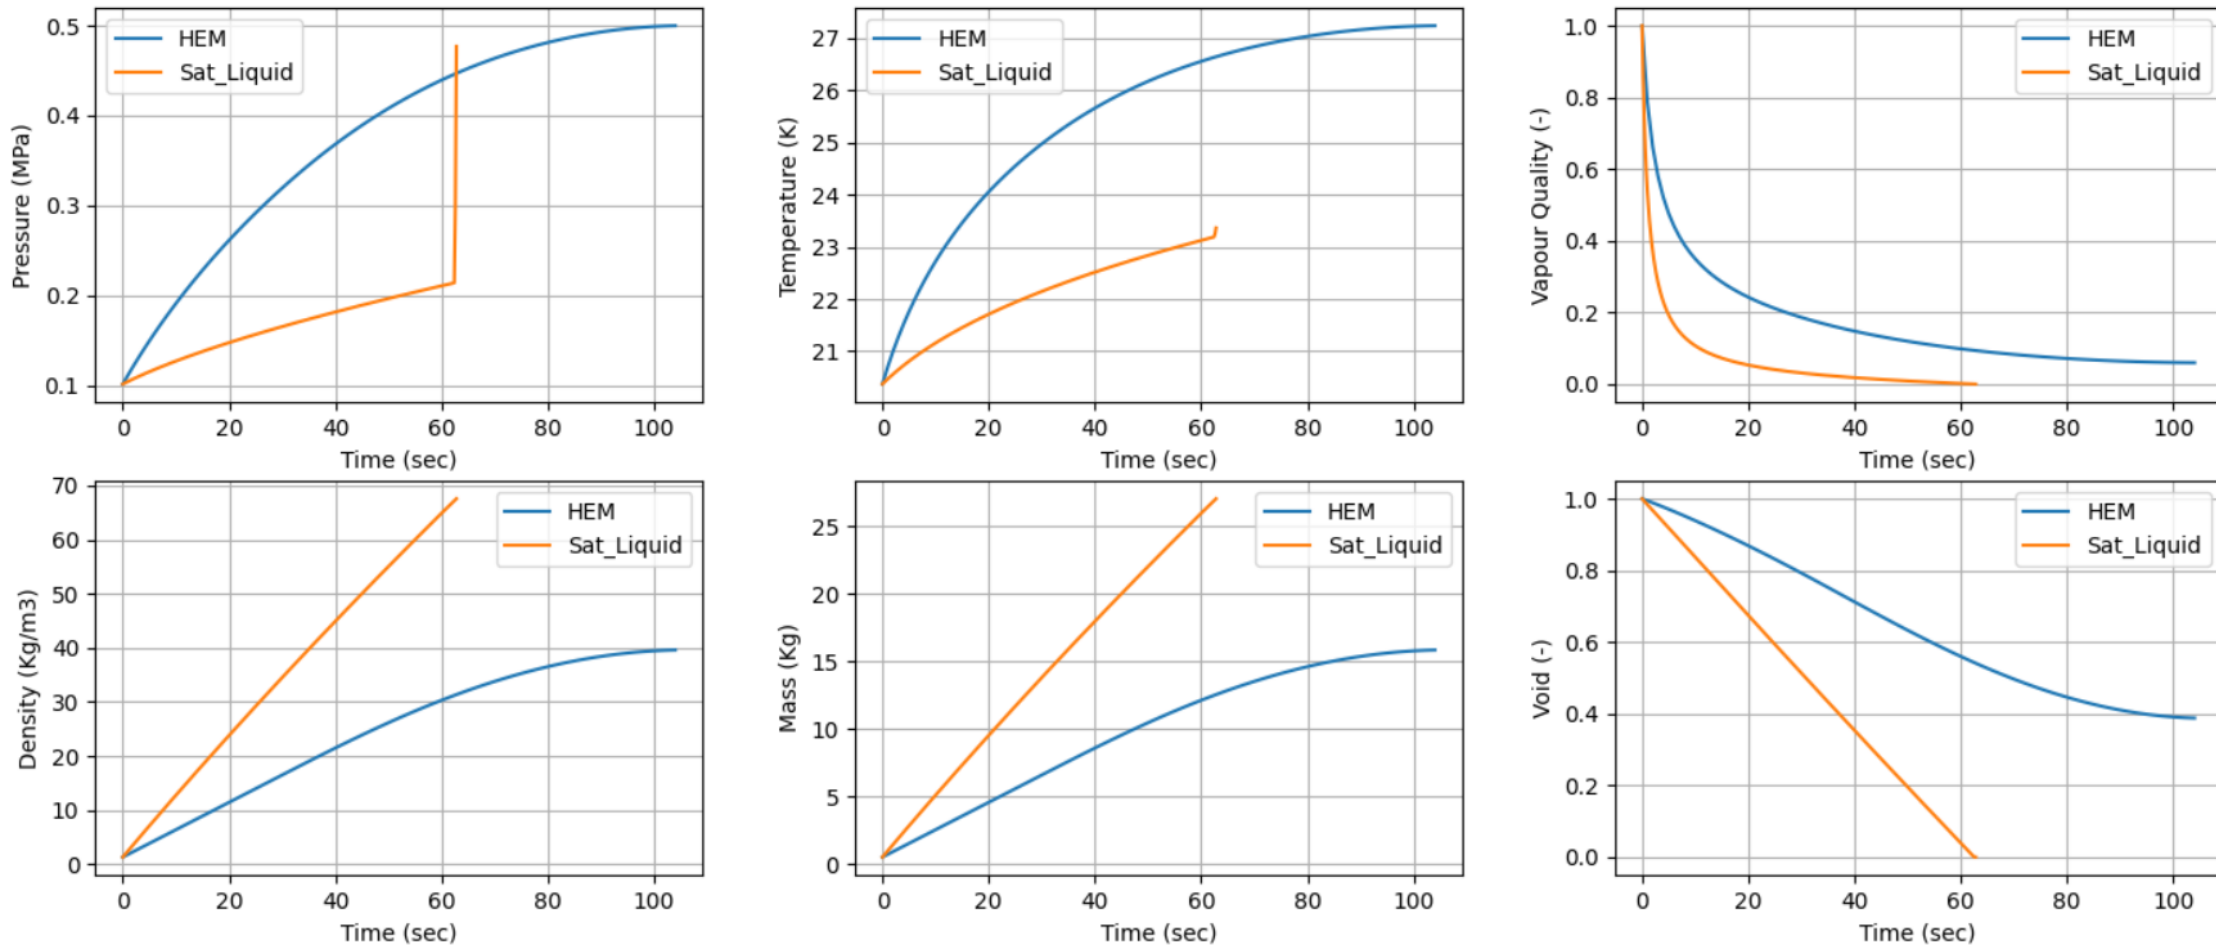 HEM
Sat_Liquid
0.5
0.4
0.3
0.2
0.1
Pressure (MPa)
0 20 40 60 80 100
Time (sec)
HEM
Sat_Liquid
27
26
25
24
23
22
21
Temperature (K)
0 20 40 60 80 100
Time (sec)
HEM
Sat_Liquid
1.0
0.8
0.6
0.4
0.2
0.0
Vapour Quality (-)
0 20 40 60 80 100
Time (sec)
HEM
Sat_Liquid
70
60
50
40
30
20
10
0
Density (Kg/m3)
0 20 40 60 80 100
Time (sec)
HEM
Sat_Liquid
25
20
15
10
5
0
Mass (Kg)
0 20 40 60 80 100
Time (sec)
HEM
Sat_Liquid
1.0
0.8
0.6
0.4
0.2
0.0
Void (-)
0 20 40 60 80 100
Time (sec)